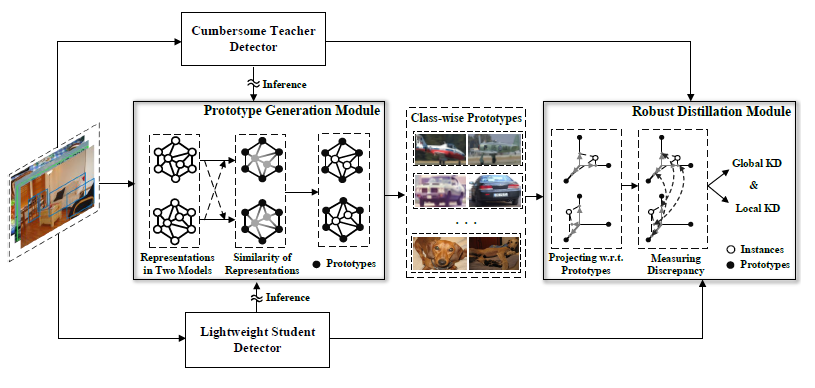 Cumbersome Teacher
Detector
Inference
Prototype Generation Module
Class-wise Prototypes
Robust Distillation Module
Global KD
&
Local KD
. . .
Representations
in Two Models
Similarity of
Representations
Prototypes
Projecting w.r.t.
Prototypes
Measuring
Discrepancy
Instances
Prototypes
Inference
Lightweight Student
Detector